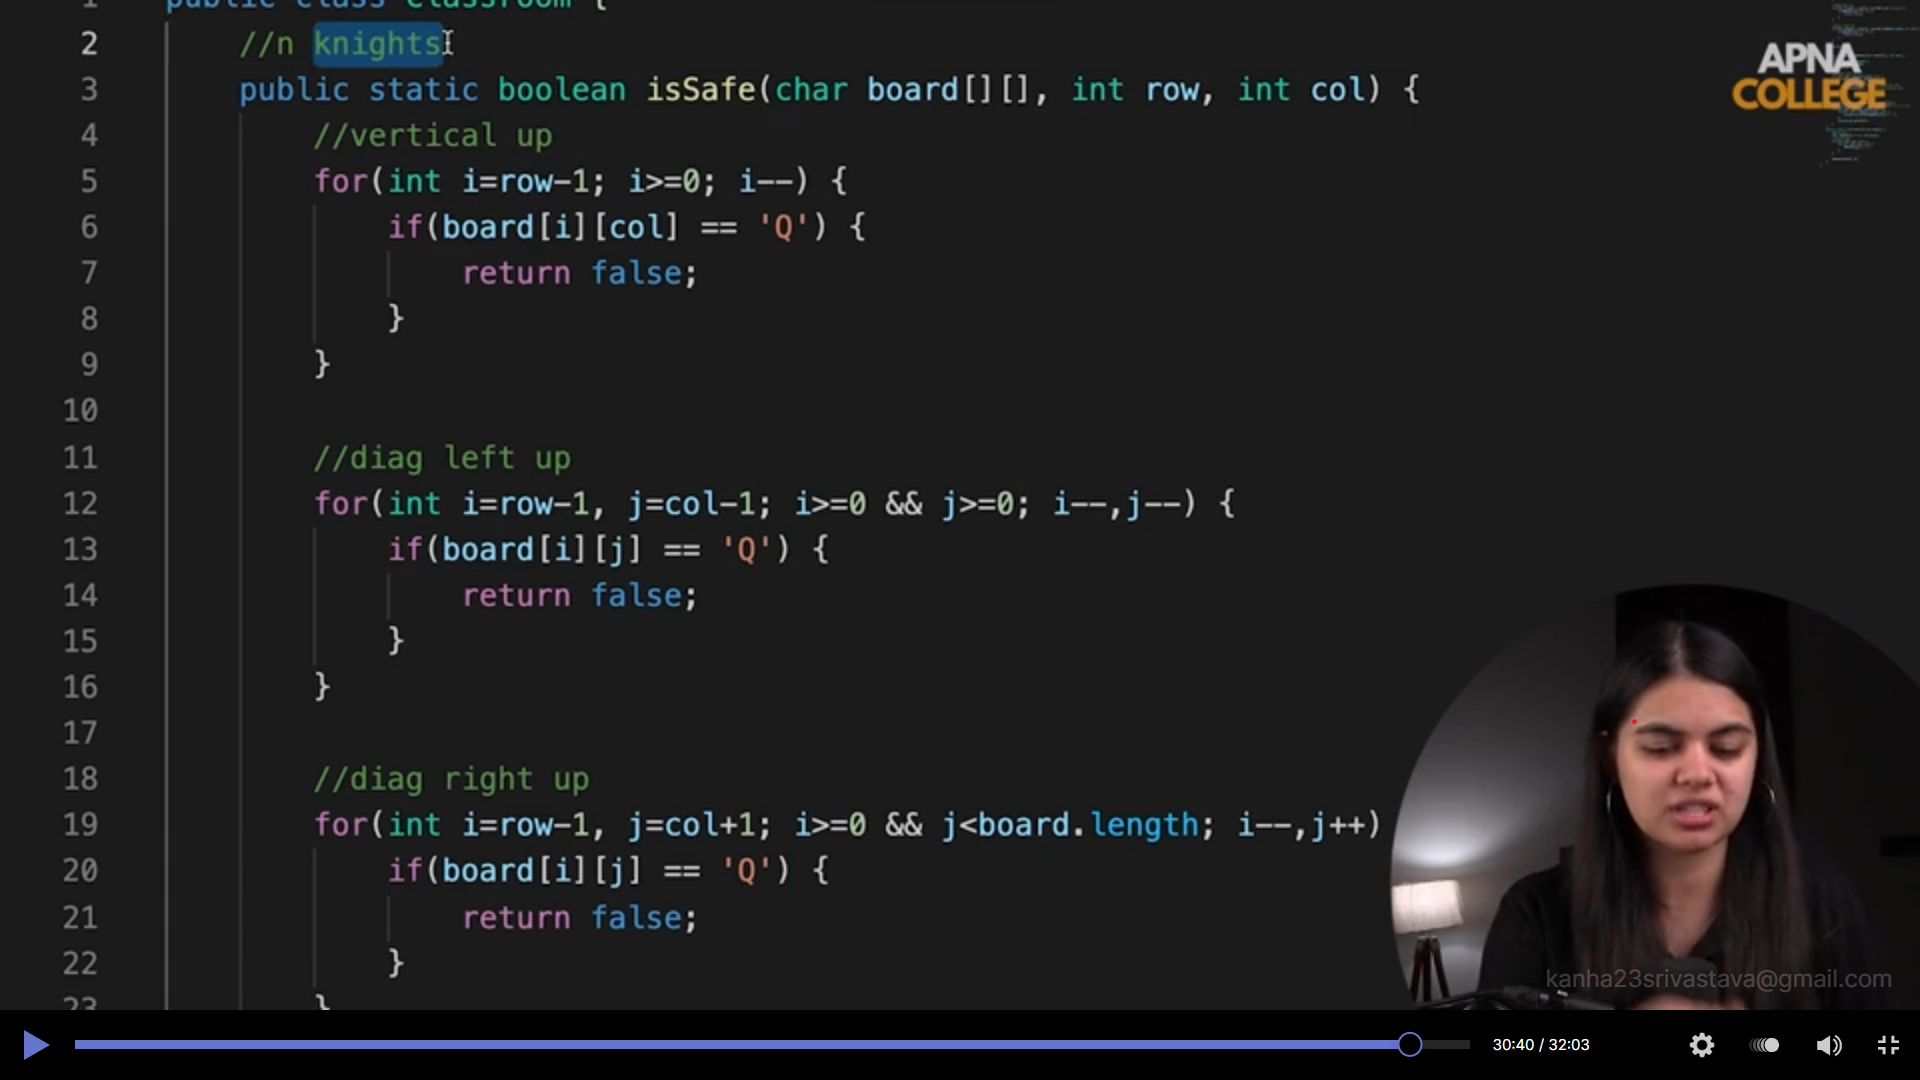 1 public class Classroom {
2 //n knights
3 public static boolean isSafe(char board[][], int row, int col) {
4 //vertical up
5 for(int i=row-1; i>=0; i--) {
6 if(board[i][col] == 'Q') {
7 return false;
8 }
9 }
10
11 //diag left up
12 for(int i=row-1, j=col-1; i>=0 && j>=0; i--,j--) {
13 if(board[i][j] == 'Q') {
14 return false;
15 }
16 }
17
18 //diag right up
19 for(int i=row-1, j=col+1; i>=0 && j<board.length; i--,j++)
20 if(board[i][j] == 'Q') {
21 return false;
22 }
23 }
APNA
COLLEGE
kanha23srivastava@gmail.com
30:40 / 32:03